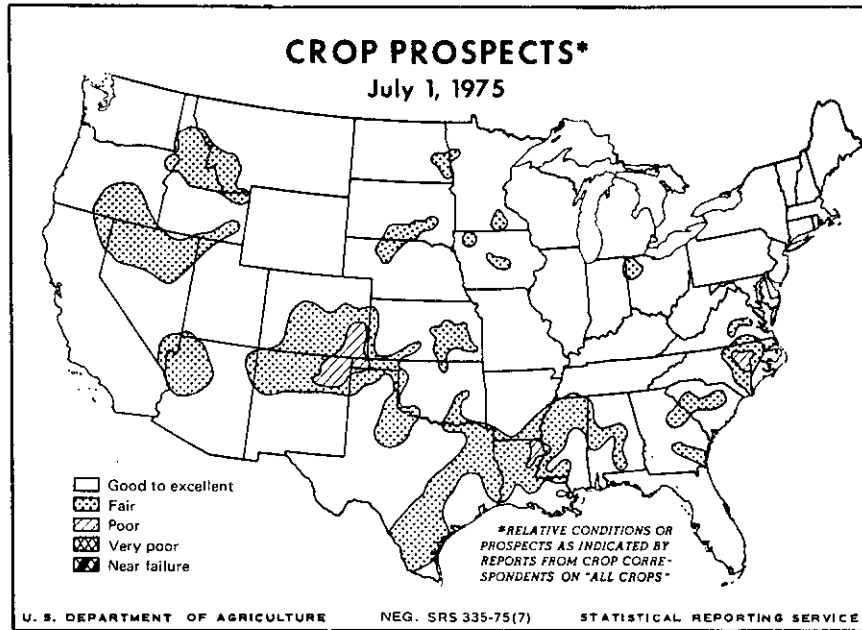 CROP PROSPECTS*
July 1, 1975
Good to excellent
Fair
Poor
Very poor
Near failure
*RELATIVE CONDITIONS OR
PROSPECTS AS INDICATED BY
REPORTS FROM CROP CORRE-
SPONDENTS ON "ALL CROPS"
U. S. DEPARTMENT OF AGRICULTURE NEG. SRS 335-75(7) STATISTICAL REPORTING SERVICE